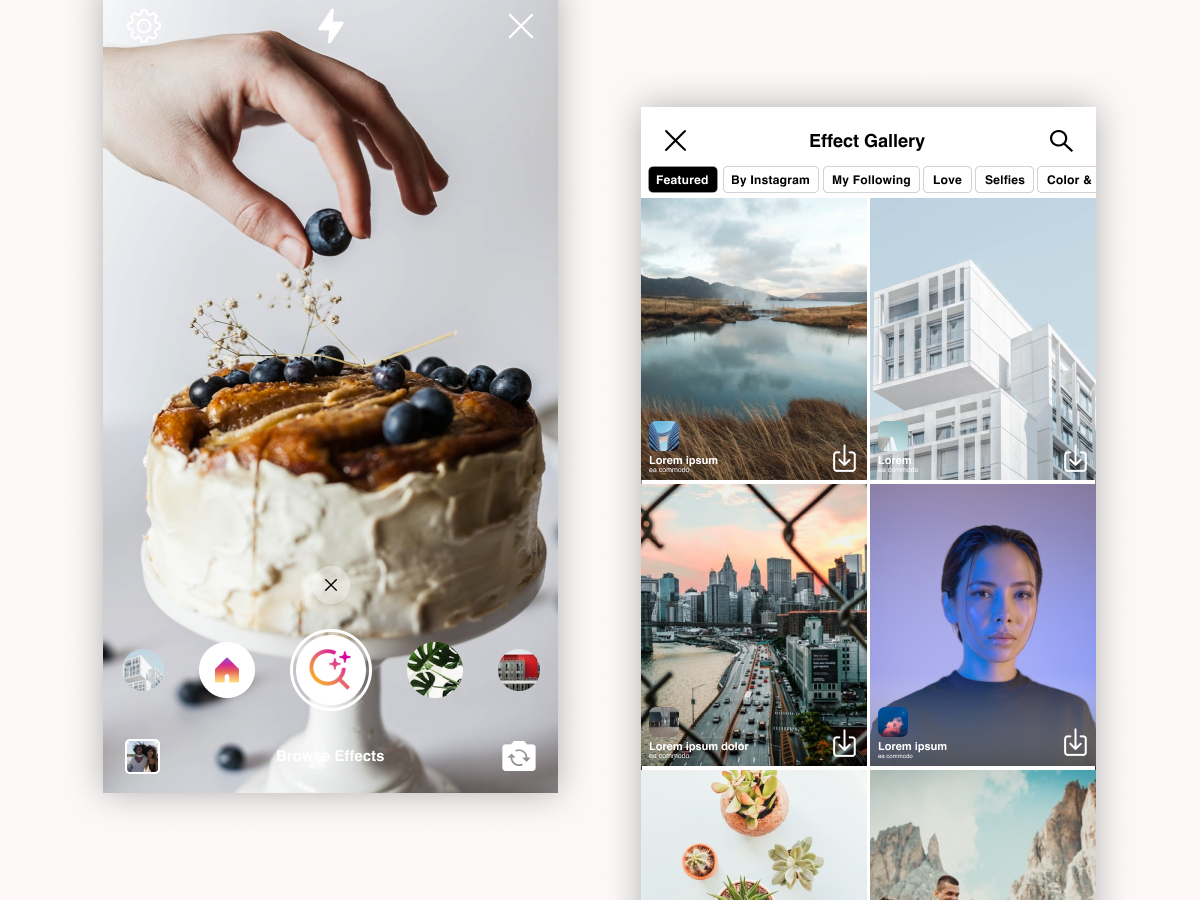 Browse Effects
Effect Gallery
Featured
By Instagram
My Following
Love
Selfies
Color &
Lorem ipsum
ea commodo
Lorem
ea commodo
Lorem ipsum dolor
ea commodo
Lorem ipsum
ea commodo